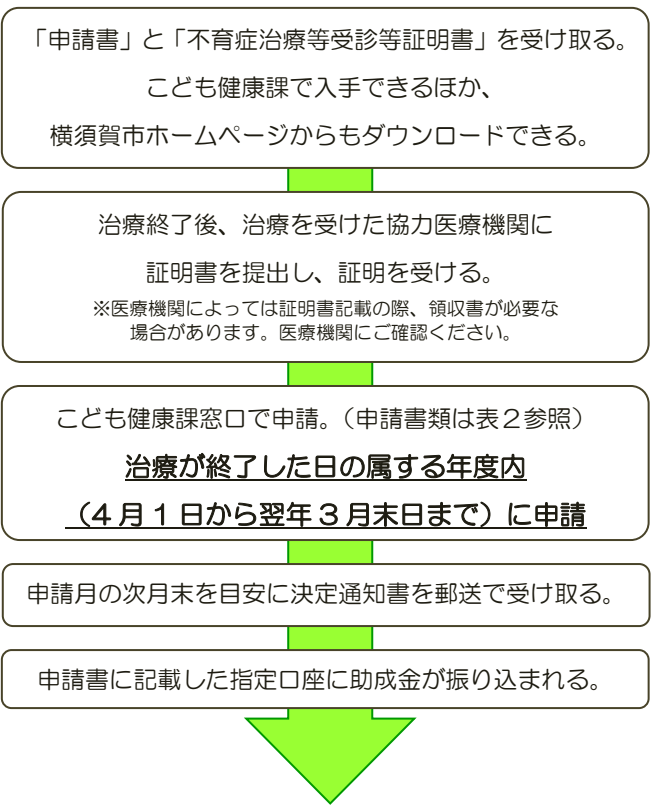 「申請書」と「不育症治療等受診等証明書」を受け取る。
こども健康課で入手できるほか、
横須賀市ホームページからもダウンロードできる。
治療終了後、治療を受けた協力医療機関に
証明書を提出し、証明を受ける。
※医療機関によっては証明書記載の際、領収書が必要な
場合があります。医療機関にご確認ください。
こども健康課窓口で申請。（申請書類は表２参照）
治療が終了した日の属する年度内
（４月１日から翌年３月末日まで）に申請
申請月の次月末を目安に決定通知書を郵送で受け取る。
申請書に記載した指定口座に助成金が振り込まれる。